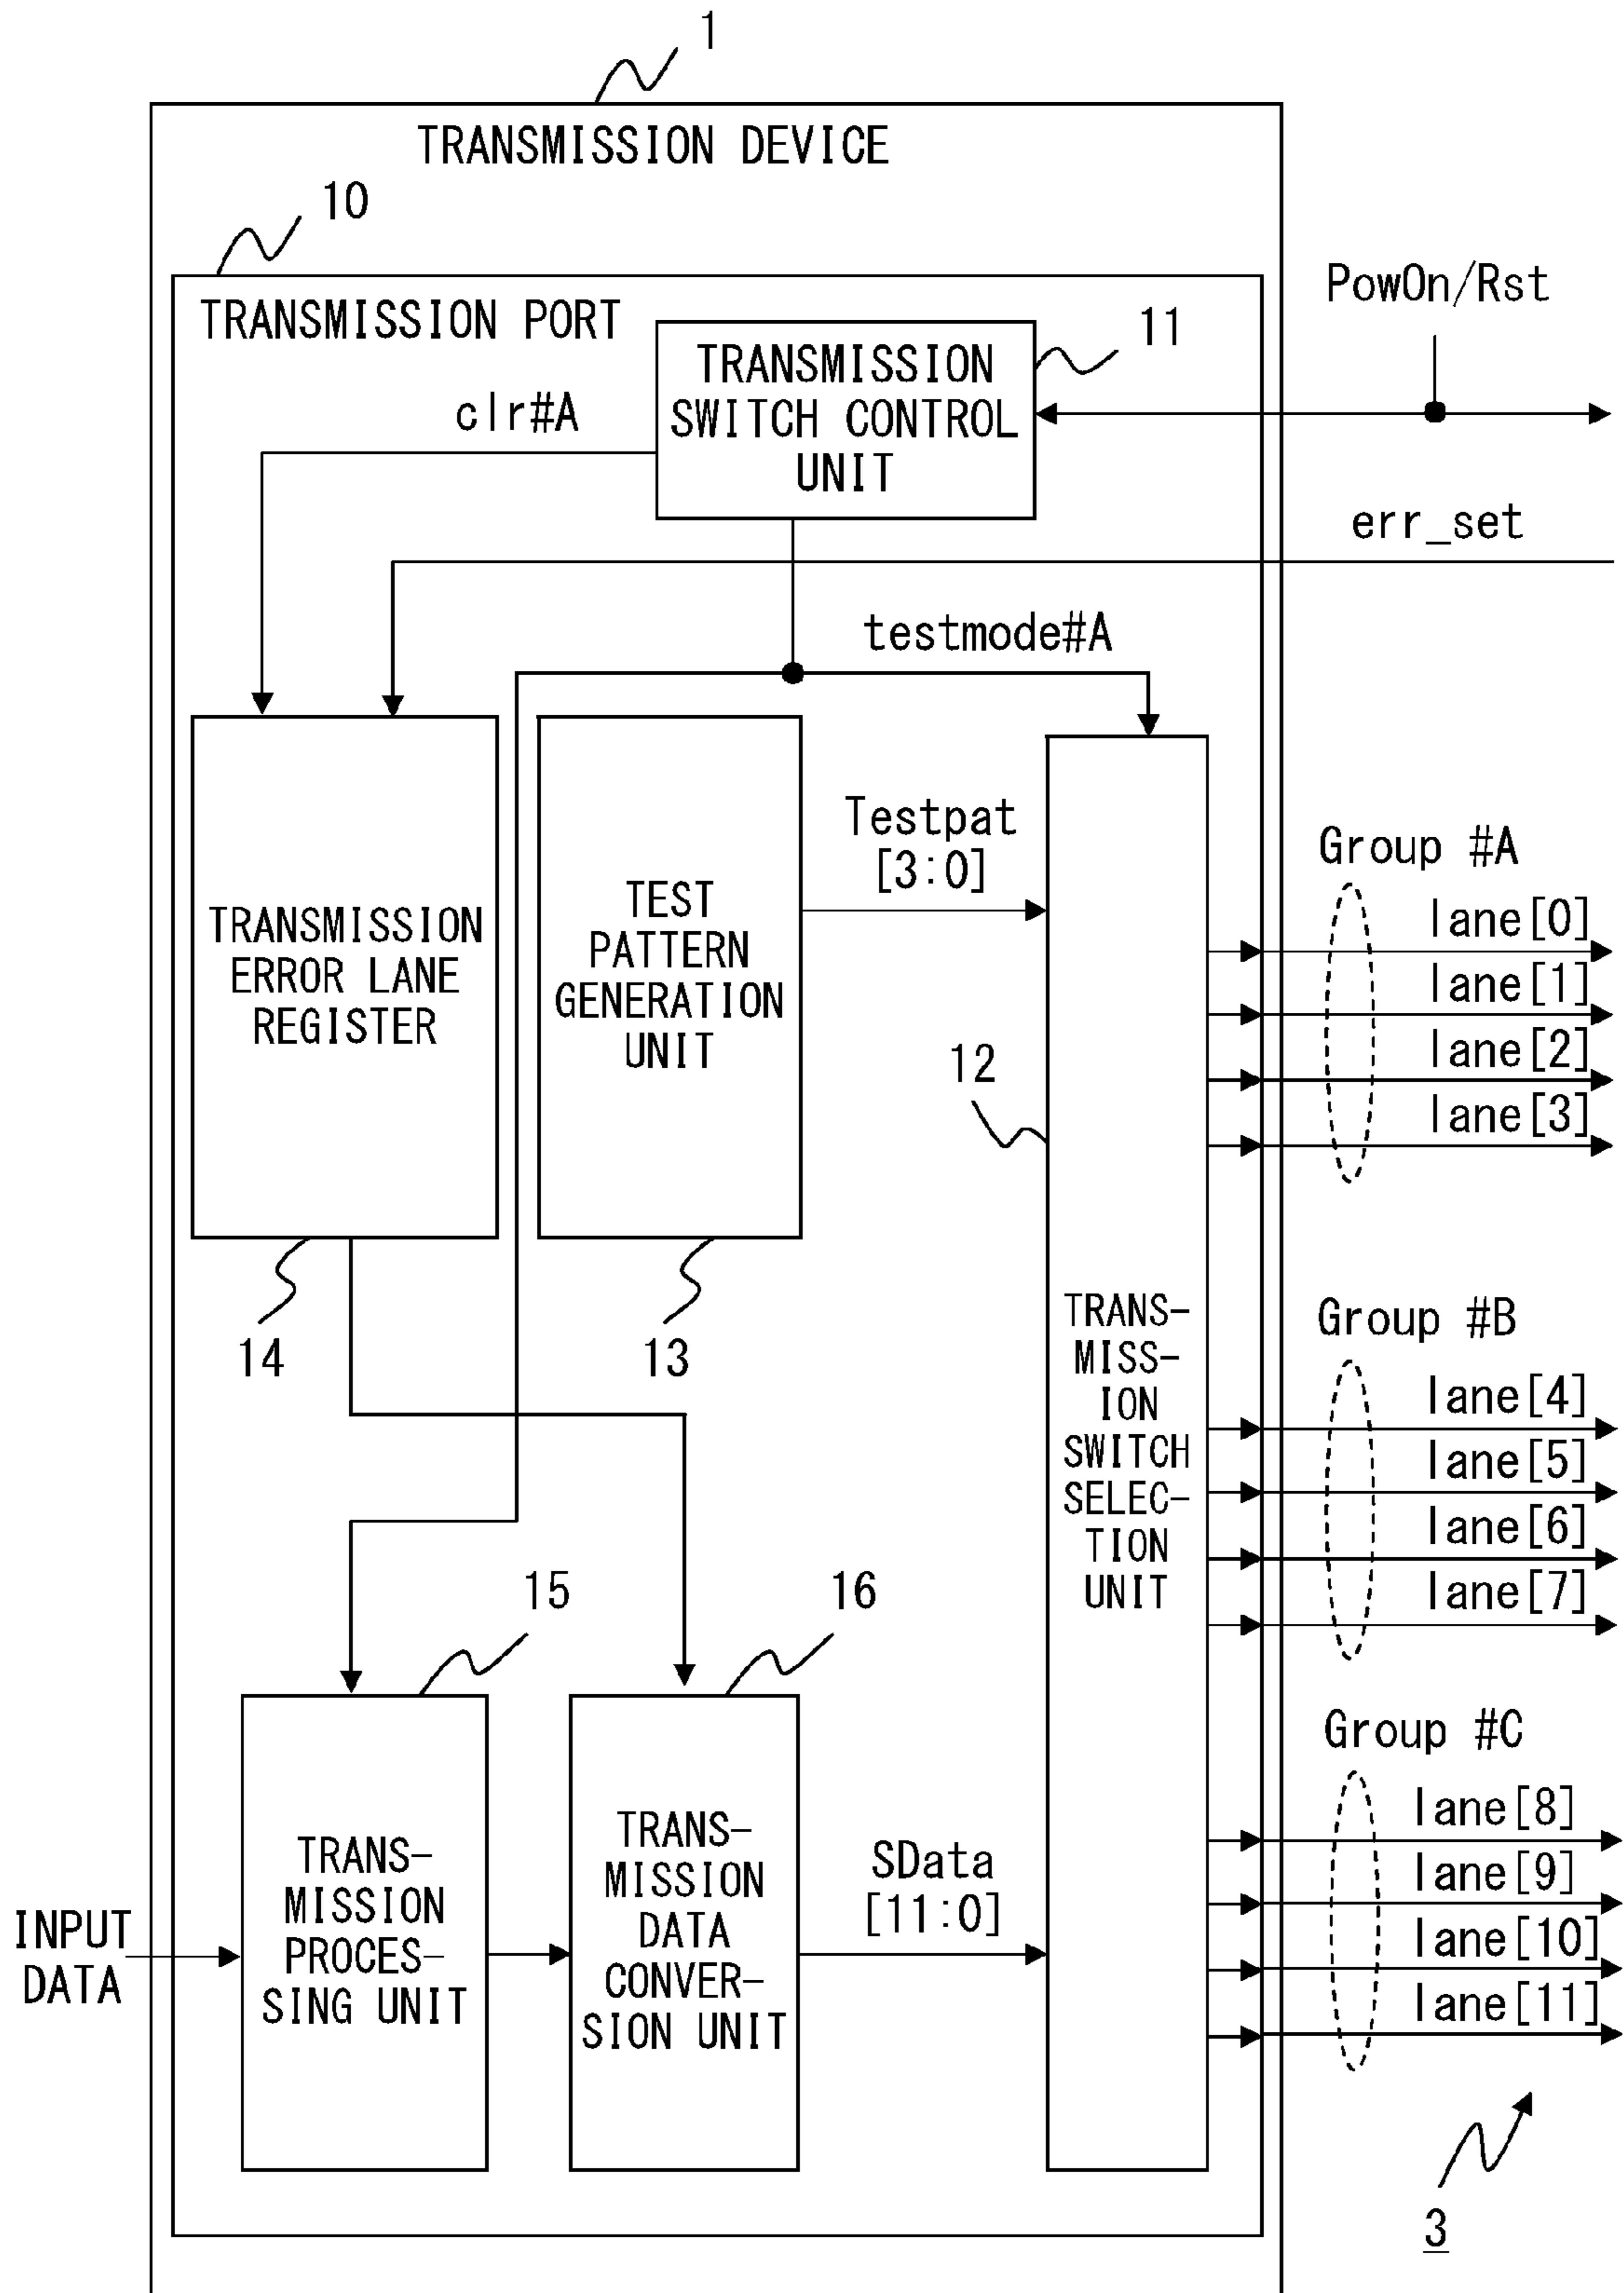 1
TRANSMISSION DEVICE
10
TRANSMISSION PORT
PowOn/Rst
11
TRANSMISSION
SWITCH CONTROL
UNIT
clr#A
err_set
testmode#A
TRANSMISSION
ERROR LANE
REGISTER
14
TEST
PATTERN
GENERATION
UNIT
13
Testpat
[3:0]
12
TRANS-
MISS-
ION
SWITCH
SELEC-
TION
UNIT
Group #A
lane[0]
lane[1]
lane[2]
lane[3]
Group #B
lane[4]
lane[5]
lane[6]
lane[7]
15
16
INPUT
DATA
TRANS-
MISSION
PROCES-
SING UNIT
TRANS-
MISSION
DATA
CONVER-
SION UNIT
SData
[11:0]
Group #C
lane[8]
lane[9]
lane[10]
lane[11]
3